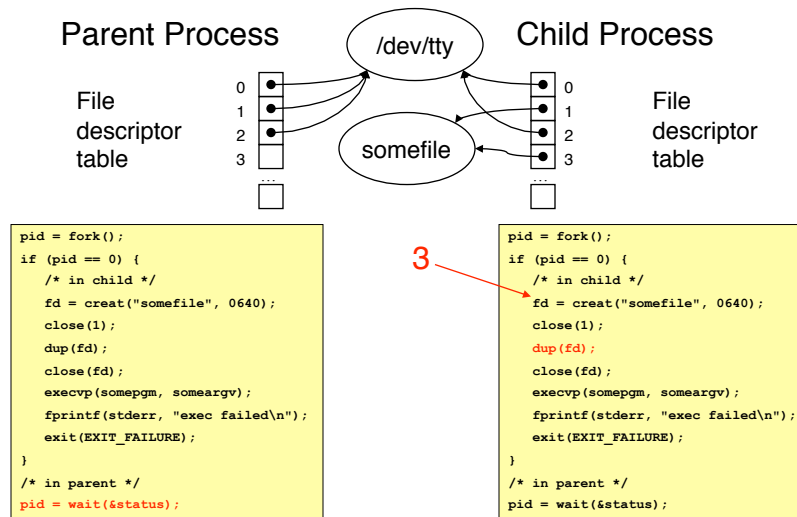 Parent Process
/dev/tty
Child Process
File
descriptor
table
0
1
2
3
...
somefile
0
1
2
3
...
File
descriptor
table
pid = fork();
if (pid == 0) {
/* in child */
fd = creat("somefile", 0640);
close(1);
dup(fd);
close(fd);
execvp(somepgm, someargv);
fprintf(stderr, "exec failed\n");
exit(EXIT_FAILURE);
}
/* in parent */
pid = wait(&status);
3
pid = fork();
if (pid == 0) {
/* in child */
fd = creat("somefile", 0640);
close(1);
dup(fd);
close(fd);
execvp(somepgm, someargv);
fprintf(stderr, "exec failed\n");
exit(EXIT_FAILURE);
}
/* in parent */
pid = wait(&status);